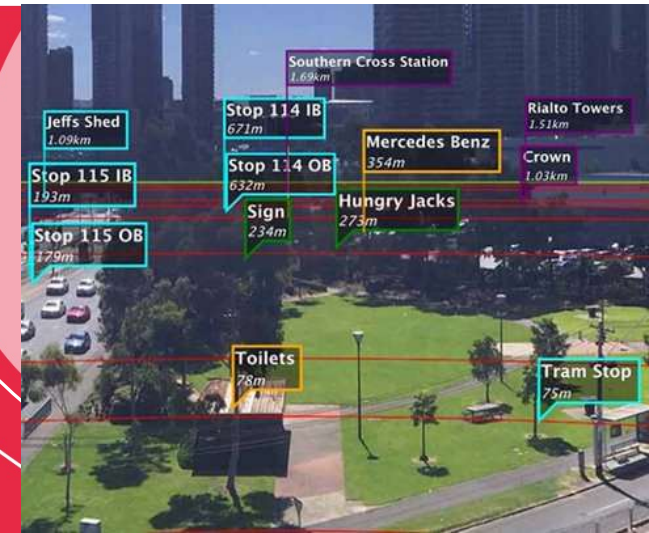 Southern Cross Station
1.69km
Jeffs Shed
1.09km
Stop 114 IB
671m
Rialto Towers
1.51km
Mercedes Benz
354m
Stop 115 IB
193m
Stop 114 OB
632m
Crown
1.03km
Sign
234m
Hungry Jacks
273m
Stop 115 OB
179m
Toilets
78m
Tram Stop
75m